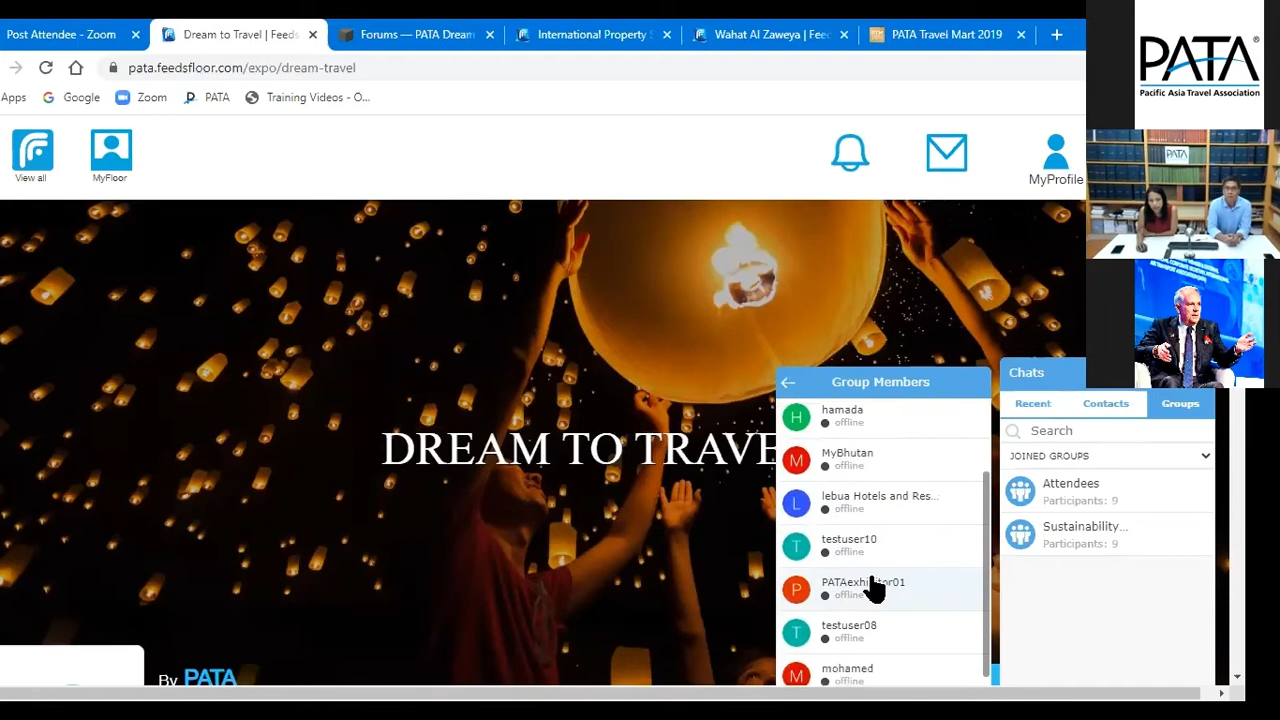 Post Attendee - Zoom
Dream to Travel | Feeds
Forums — PATA Dream
International Property S
Wahat Al Zaweya | Feed
PATA Travel Mart 2019
pata.feedsfloor.com/expo/dream-travel
Apps
Google
Zoom
PATA
Training Videos - O...
PATA
Pacific Asia Travel Association
View all
MyFloor
MyProfile
PATA
DREAM TO TRAVE
By PATA
Group Members
hamada
offline
MyBhutan
offline
lebua Hotels and Res...
offline
testuser10
offline
offline
testuser08
offline
mohamed
offline
H
M
L
T
P
T
M
Chats
Recent
Contacts
Groups
Search
JOINED GROUPS
Attendees
Participants: 9
Sustainability...
Participants: 9